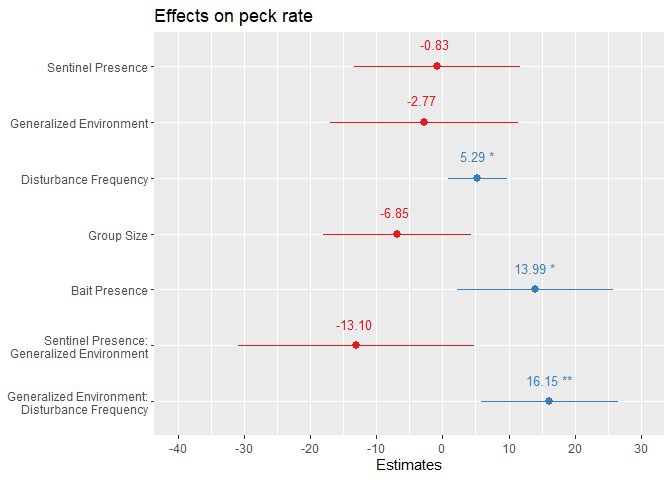 Effects on peck rate
Sentinel Presence
-0.83
Generalized Environment
-2.77
Disturbance Frequency
5.29 *
Group Size
-6.85
Bait Presence
13.99 *
Sentinel Presence:
Generalized Environment
-13.10
Generalized Environment:
Disturbance Frequency
16.15 **
-40 -30 -20 -10 0 10 20 30
Estimates